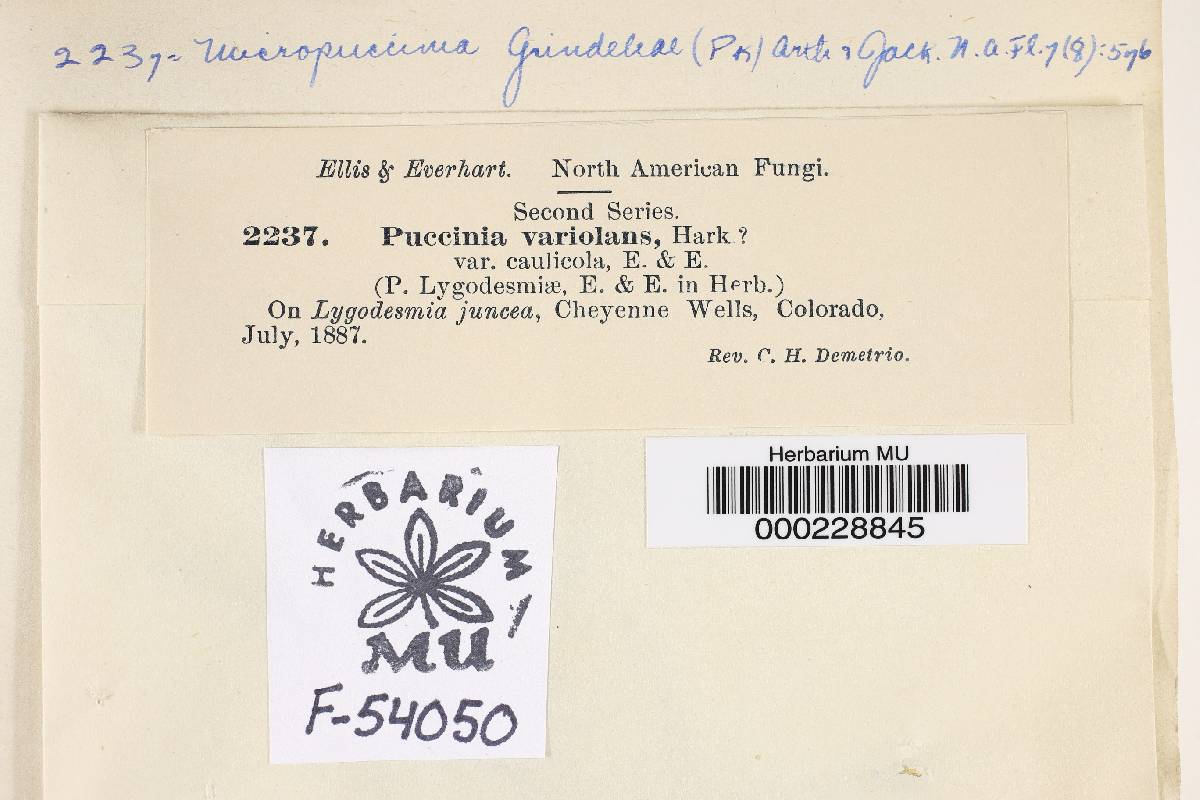 2237 = Micropuccinia Grindeliae (Pk) Arth & Jack. N. A. Fl. 7(8):576
Ellis & Everhart. North American Fungi.
Second Series.
2237. Puccinia variolans, Hark.?
var. caulicola, E. & E.
(P. Lygodesmiæ, E. & E. in Herb.)
On Lygodesmia juncea, Cheyenne Wells, Colorado,
July, 1887.
Rev. C. H. Demetrio.
Herbarium MU
000228845
HERBARIUM
MU
F-54050